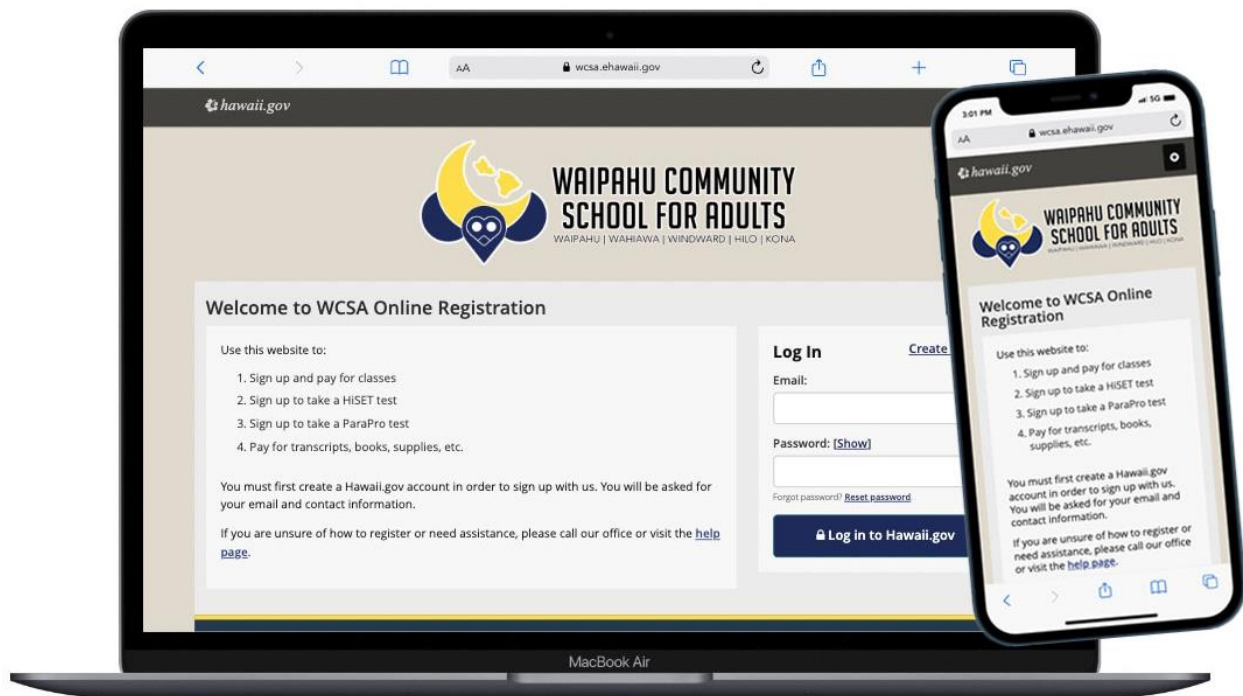 AA
wcsa.ehawaii.gov
hawaii.gov
WAIPAHU COMMUNITY
SCHOOL FOR ADULTS
WAIPAHU | WAHIAWA | WINDWARD | HILO | KONA
Welcome to WCSA Online Registration
Use this website to:
1. Sign up and pay for classes
2. Sign up to take a HiSET test
3. Sign up to take a ParaPro test
4. Pay for transcripts, books, supplies, etc.
You must first create a Hawaii.gov account in order to sign up with us. You will be asked for
your email and contact information.
If you are unsure of how to register or need assistance, please call our office or visit the help
page.
Log In
Create
Email:
Password: [Show]
Forgot password? Reset password
Log in to Hawaii.gov
MacBook Air
3:01 PM
5G
AA
wcsa.ehawaii.gov
hawaii.gov
WAIPAHU COMMUNITY
SCHOOL FOR ADULTS
WAIPAHU | WAHIAWA | WINDWARD | HILO | KONA
Welcome to WCSA Online
Registration
Use this website to:
1. Sign up and pay for classes
2. Sign up to take a HiSET test
3. Sign up to take a ParaPro test
4. Pay for transcripts, books,
supplies, etc.
You must first create a Hawaii.gov
account in order to sign up with us.
You will be asked for your email and
contact information.
If you are unsure of how to register or
need assistance, please call our office
or visit the help page.